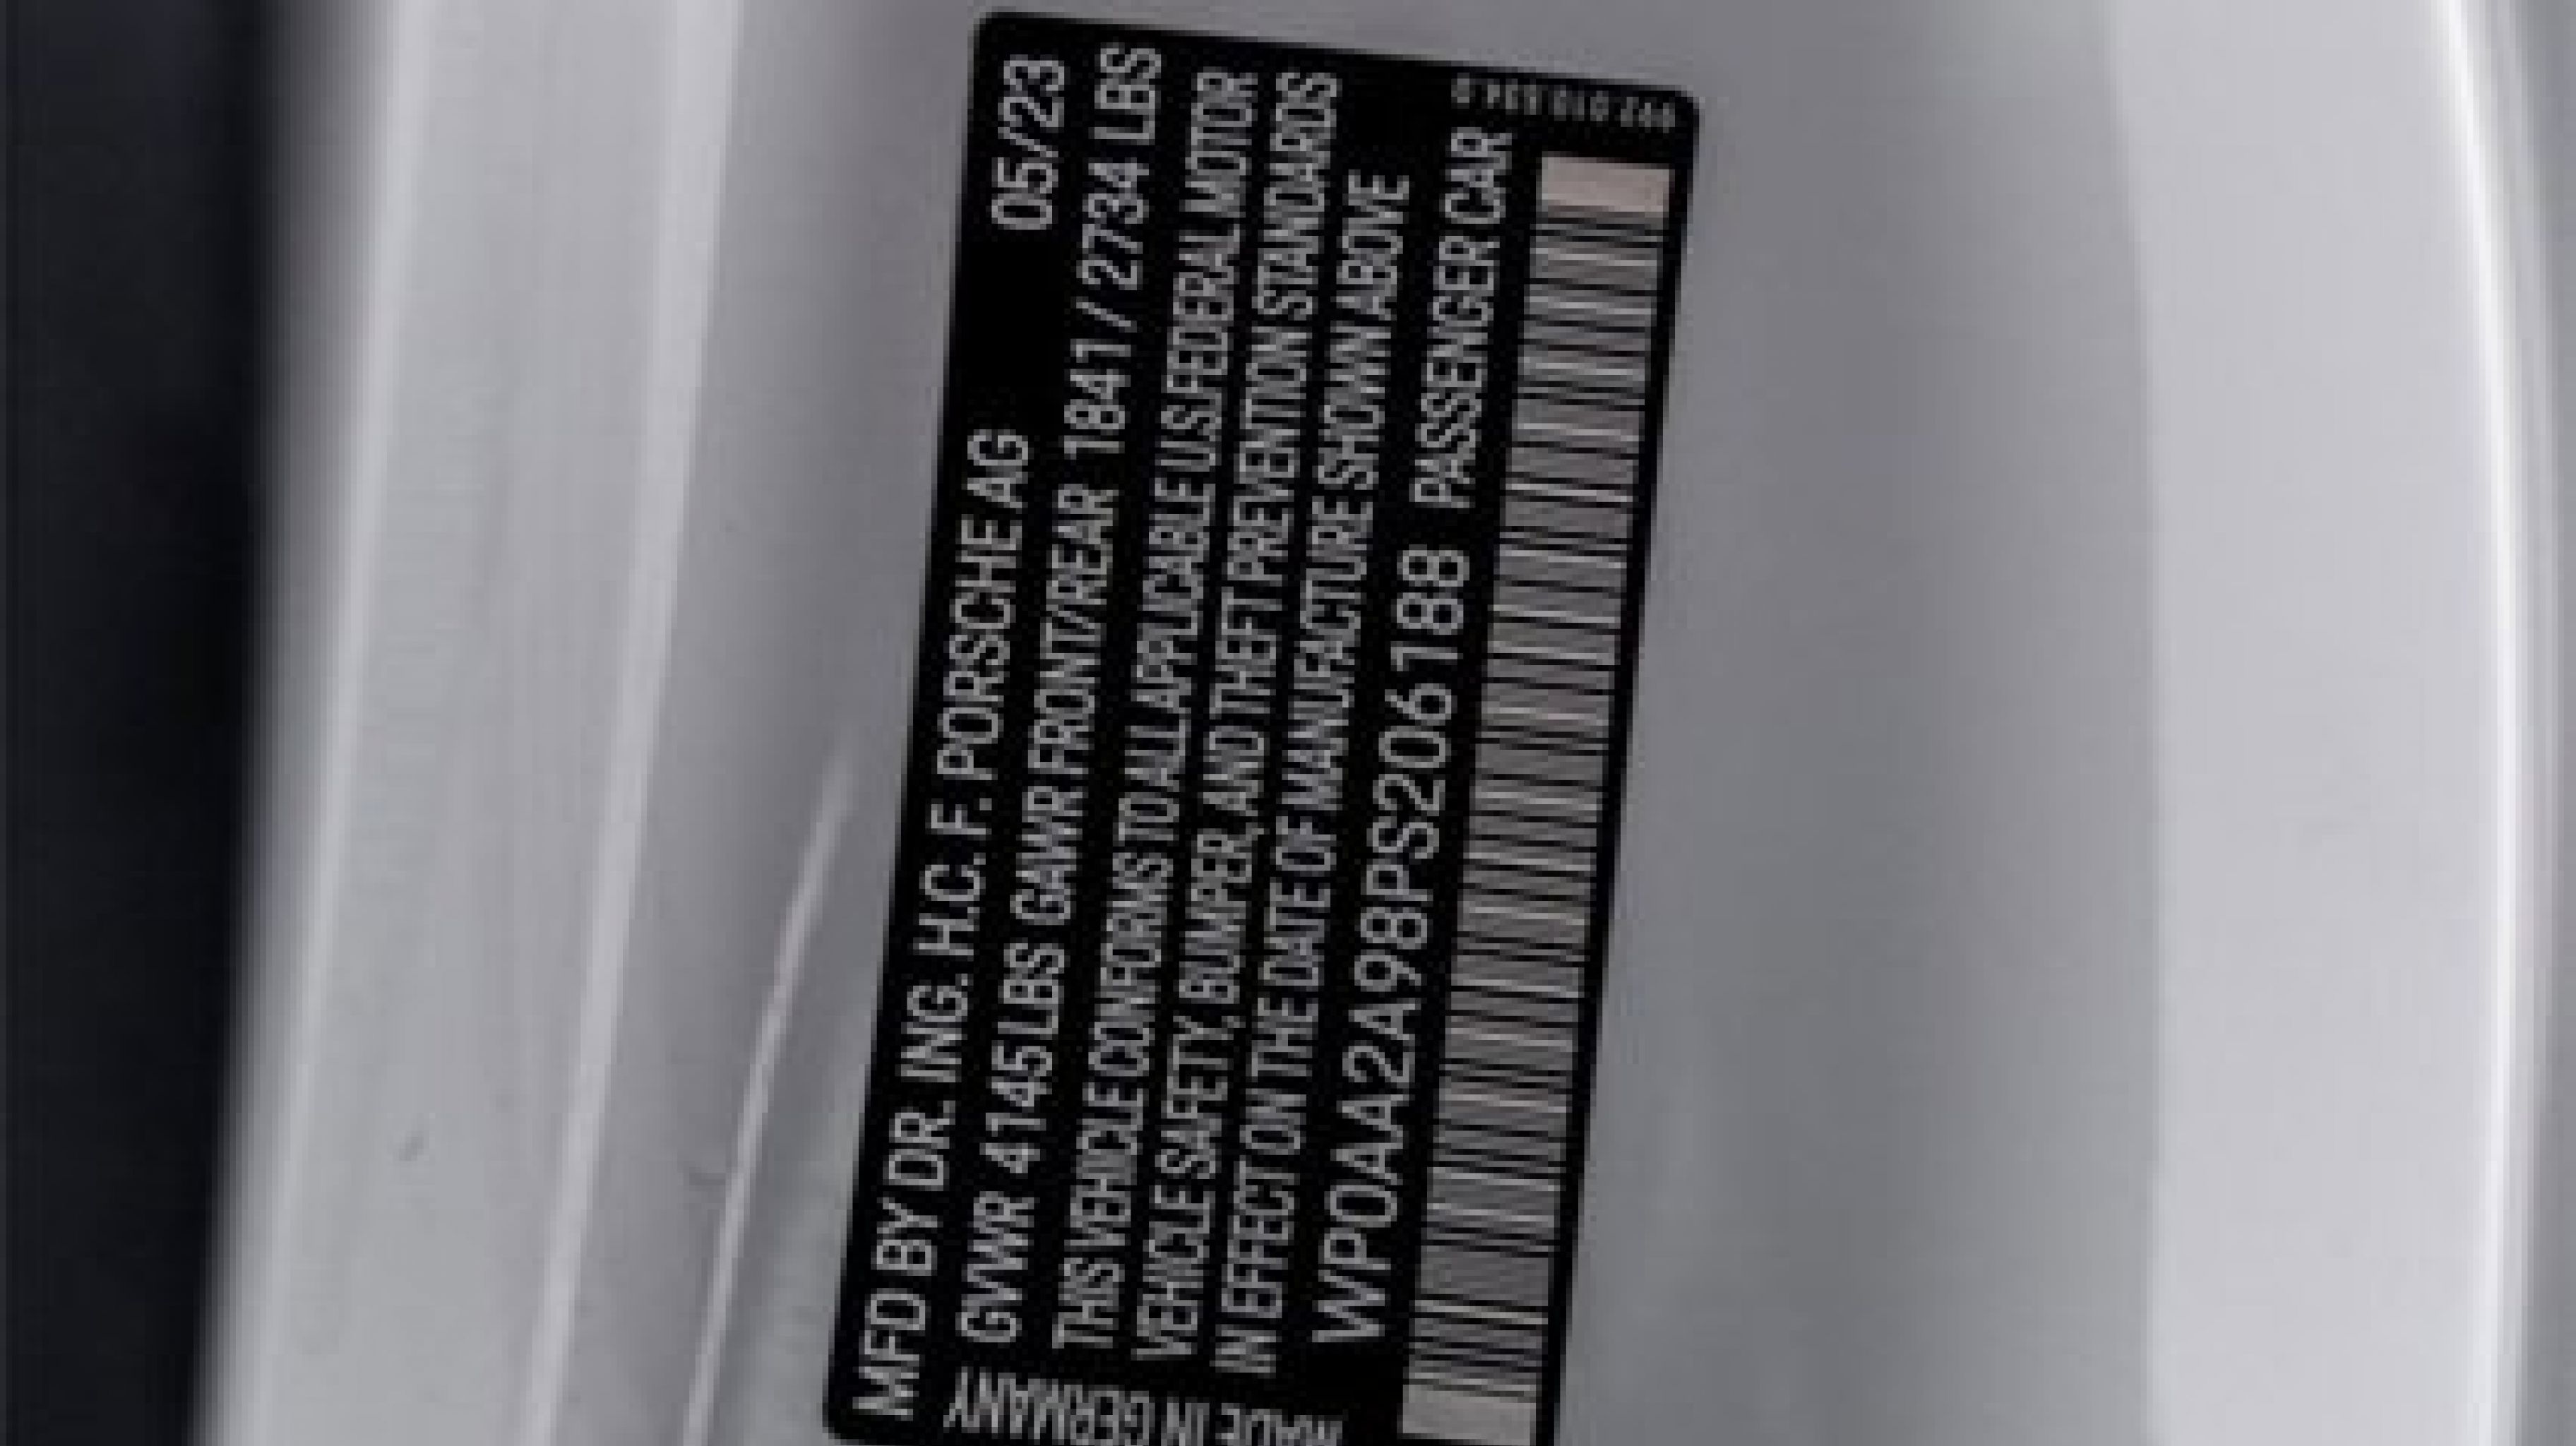 MFD BY DR. ING. H.C. F. PORSCHE AG 05/23
GVWR 4145LBS GAWR FRONT/REAR 1841/2734 LBS
THIS VEHICLE CONFORMS TO ALL APPLICABLE U.S.FEDERAL MOTOR
VEHICLE SAFETY, BUMPER, AND THEFT PREVENTION STANDARDS
IN EFFECT ON THE DATE OF MANUFACTURE SHOWN ABOVE
WP0AA2A98PS206188 PASSENGER CAR
MADE IN GERMANY